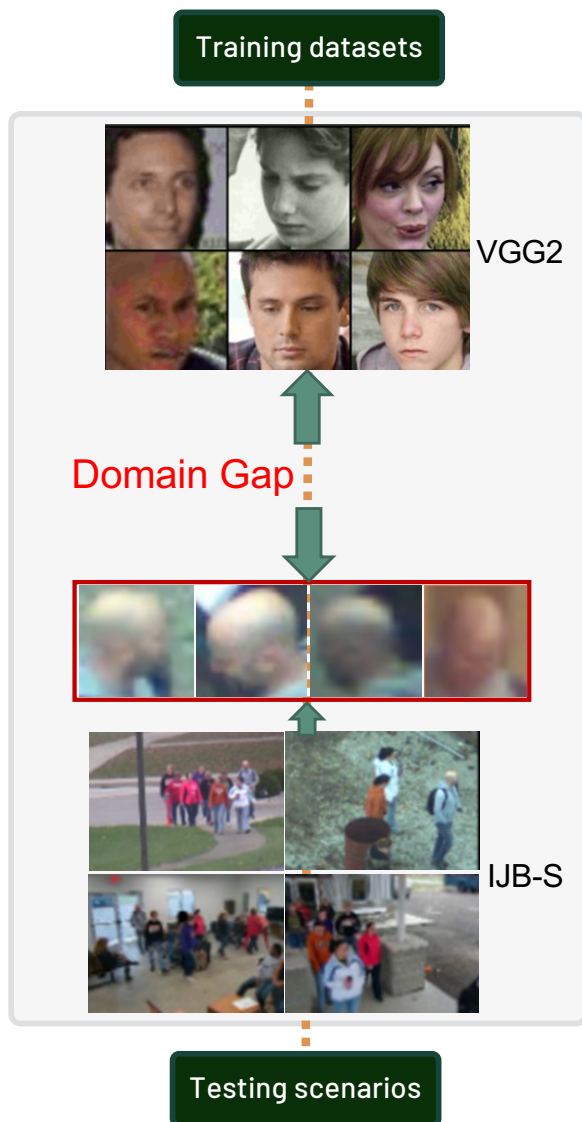 Training datasets
VGG2
Domain Gap
IJB-S
Testing scenarios